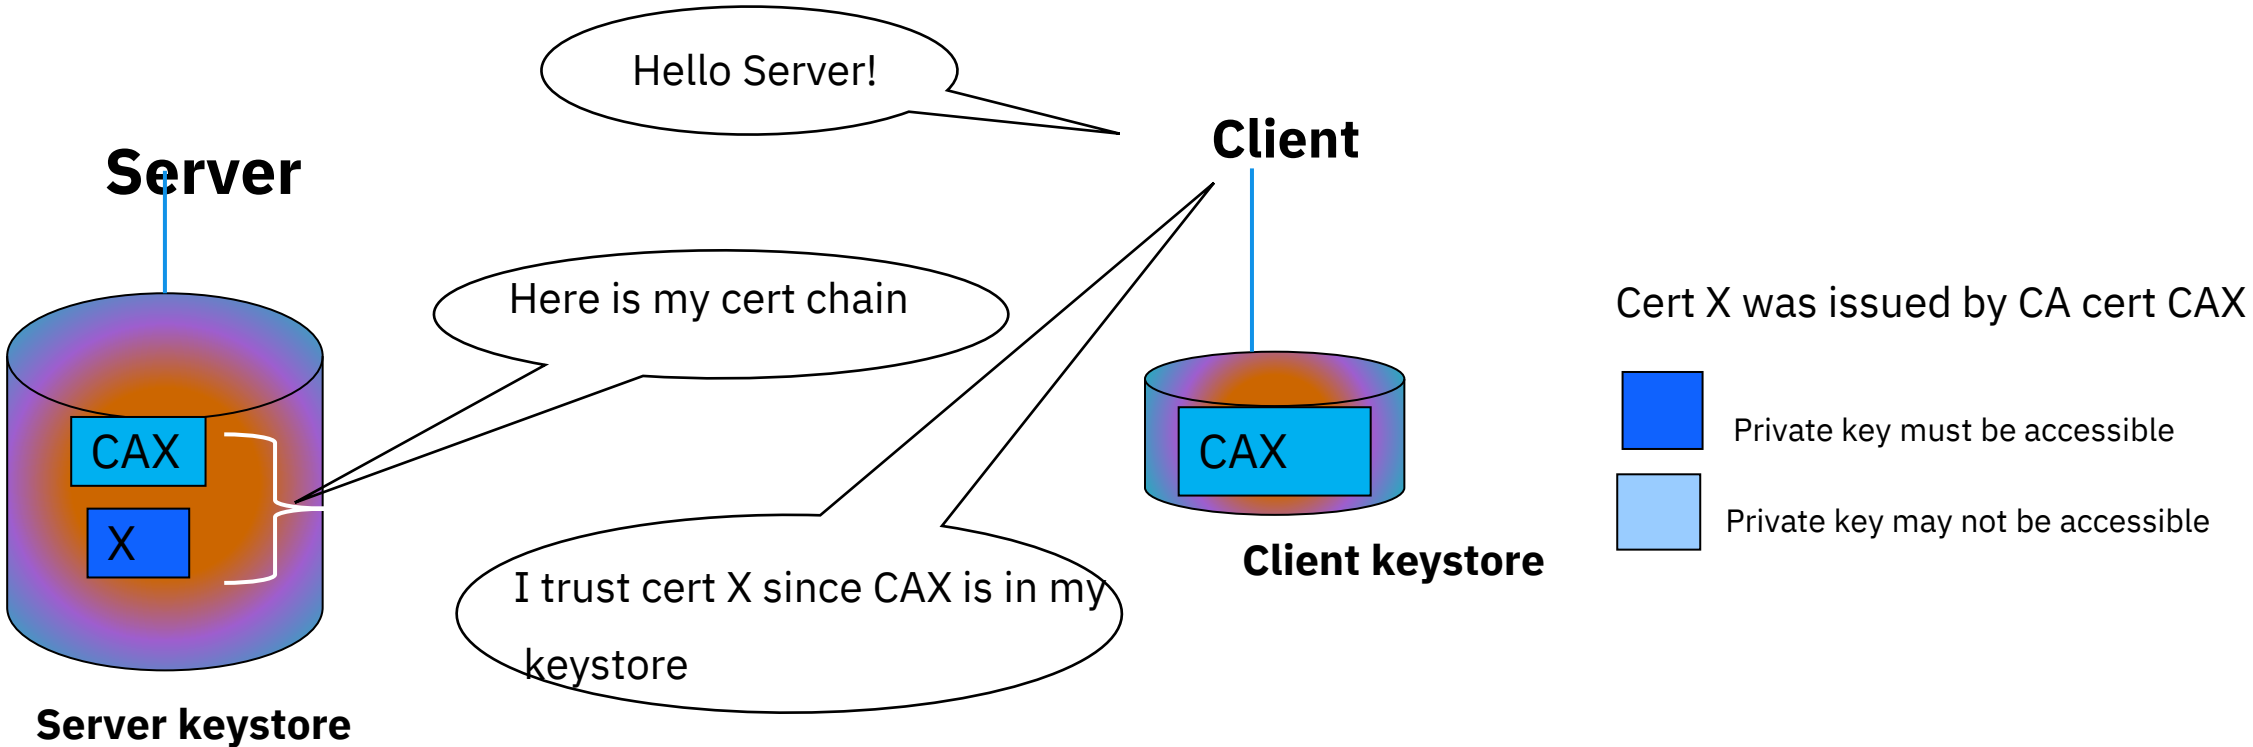 Hello Server!
Client
Server
Here is my cert chain
Cert X was issued by CA cert CAX
Private key must be accessible
CAX
CAX
X
Private key may not be accessible
Client keystore
I trust cert X since CAX is in my
keystore
Server keystore